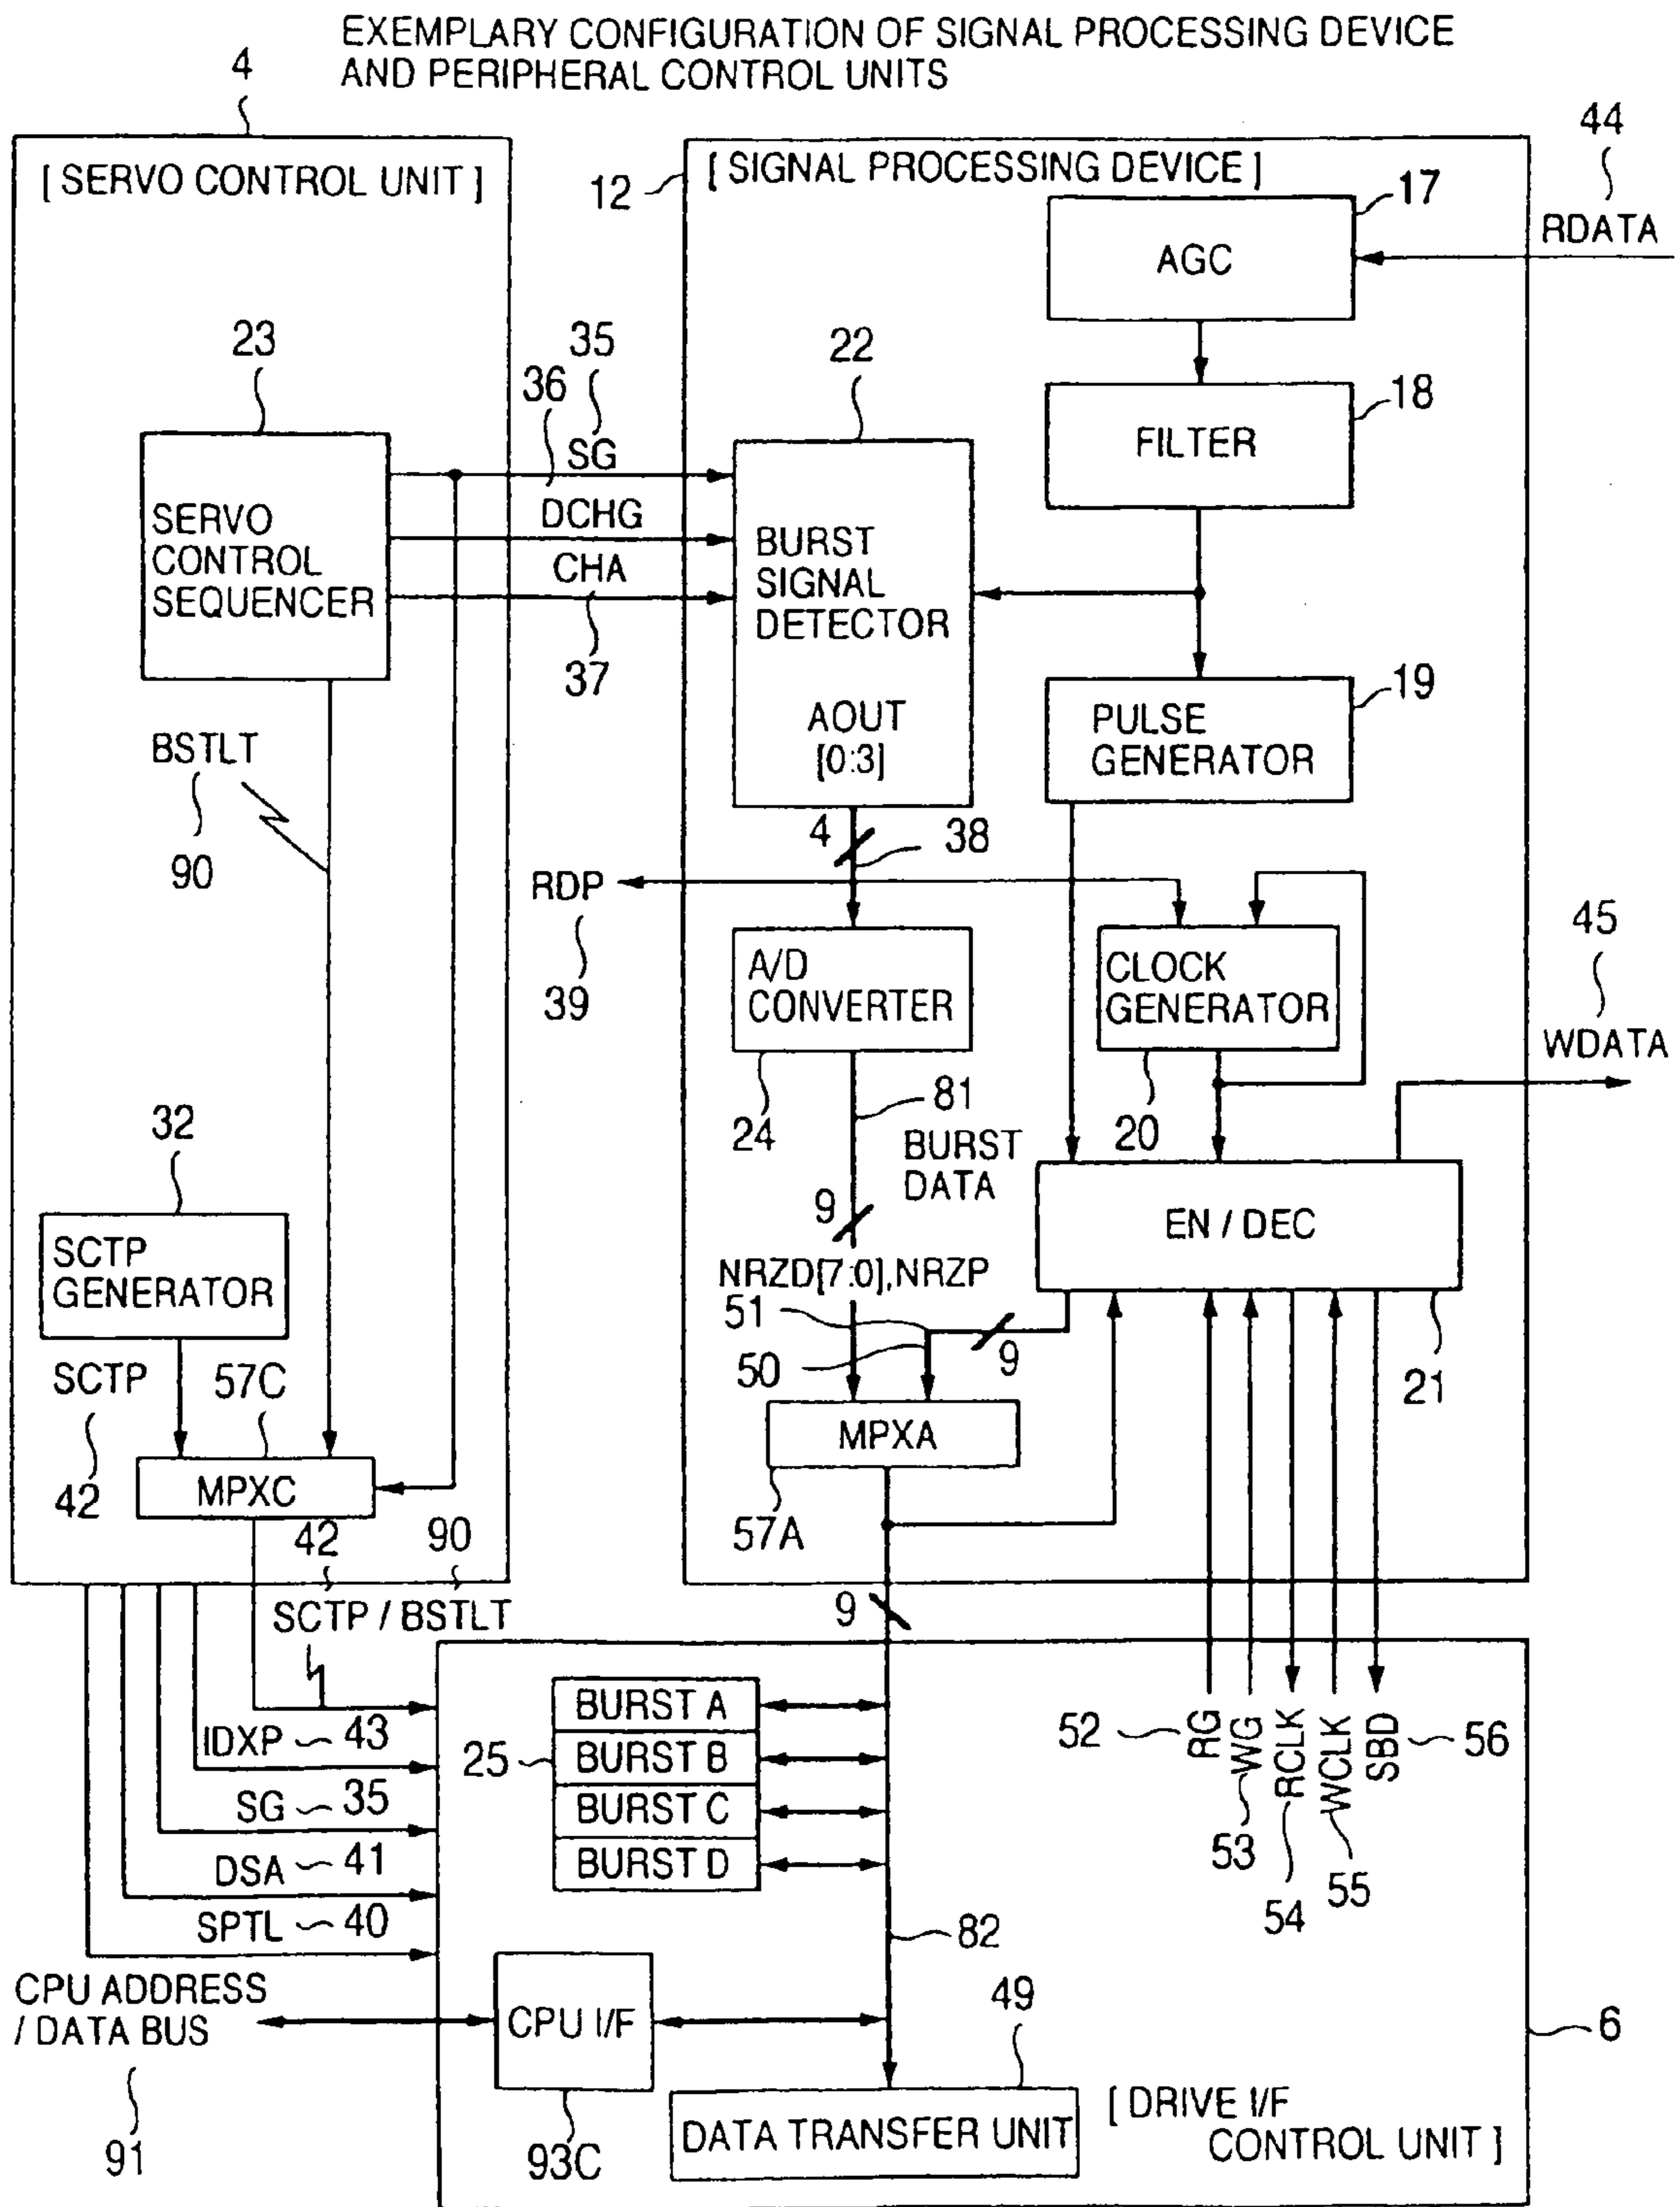 EXEMPLARY CONFIGURATION OF SIGNAL PROCESSING DEVICE
AND PERIPHERAL CONTROL UNITS
4
[ SERVO CONTROL UNIT ]
12
[ SIGNAL PROCESSING DEVICE ]
44
RDATA
17
AGC
18
FILTER
23
SERVO
CONTROL
SEQUENCER
35
36
SG
DCHG
CHA
37
22
BURST
SIGNAL
DETECTOR
AOUT
[0:3]
19
PULSE
GENERATOR
BSTLT
90
4
38
RDP
39
A/D
CONVERTER
24
CLOCK
GENERATOR
20
45
WDATA
81
BURST
DATA
9
32
SCTP
GENERATOR
EN / DEC
21
NRZD[7:0],NRZP
51
50
9
SCTP
42
57C
MPXC
MPXA
57A
42
90
SCTP / BSTLT
9
IDXP
43
SG
35
DSA
41
SPTL
40
25
BURST A
BURST B
BURST C
BURST D
52
RG
WG
RCLK
WCLK
SBD
56
53
54
55
82
CPU ADDRESS
/ DATA BUS
91
CPU I/F
93C
49
DATA TRANSFER UNIT
[ DRIVE I/F
CONTROL UNIT ]
6